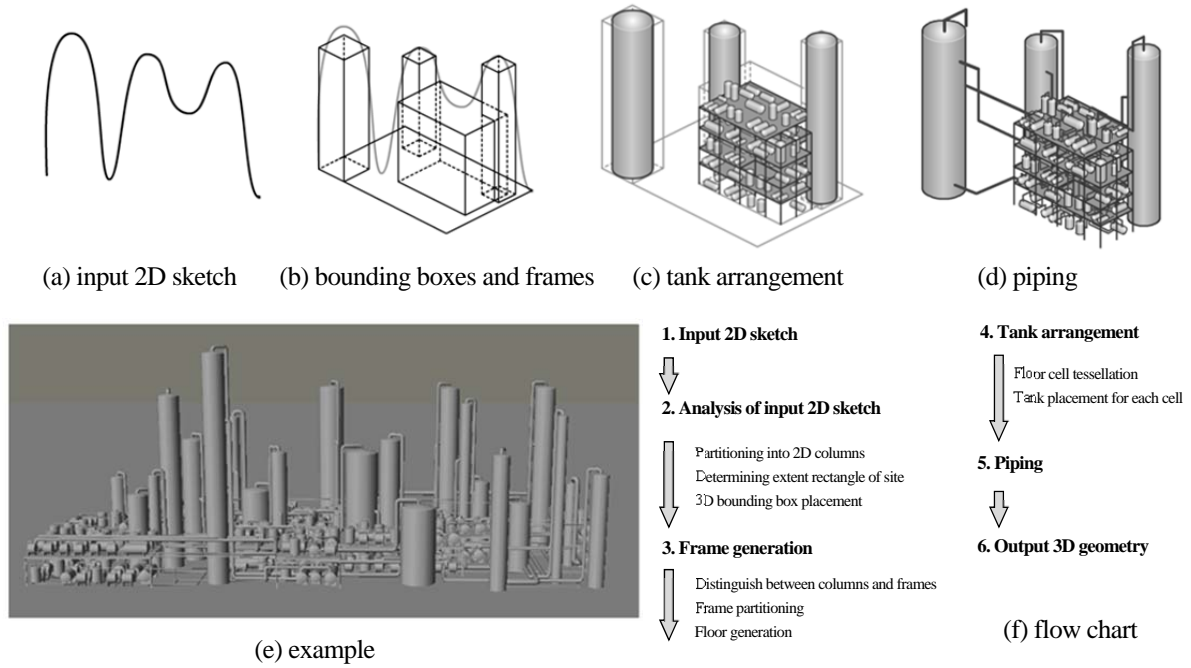 (a) input 2D sketch
(b) bounding boxes and frames
(c) tank arrangement
(d) piping
(e) example
1. Input 2D sketch
2. Analysis of input 2D sketch
Partitioning into 2D columns
Determining extent rectangle of site
3D bounding box placement
3. Frame generation
Distinguish between columns and frames
Frame partitioning
Floor generation
4. Tank arrangement
Floor cell tessellation
Tank placement for each cell
5. Piping
6. Output 3D geometry
(f) flow chart